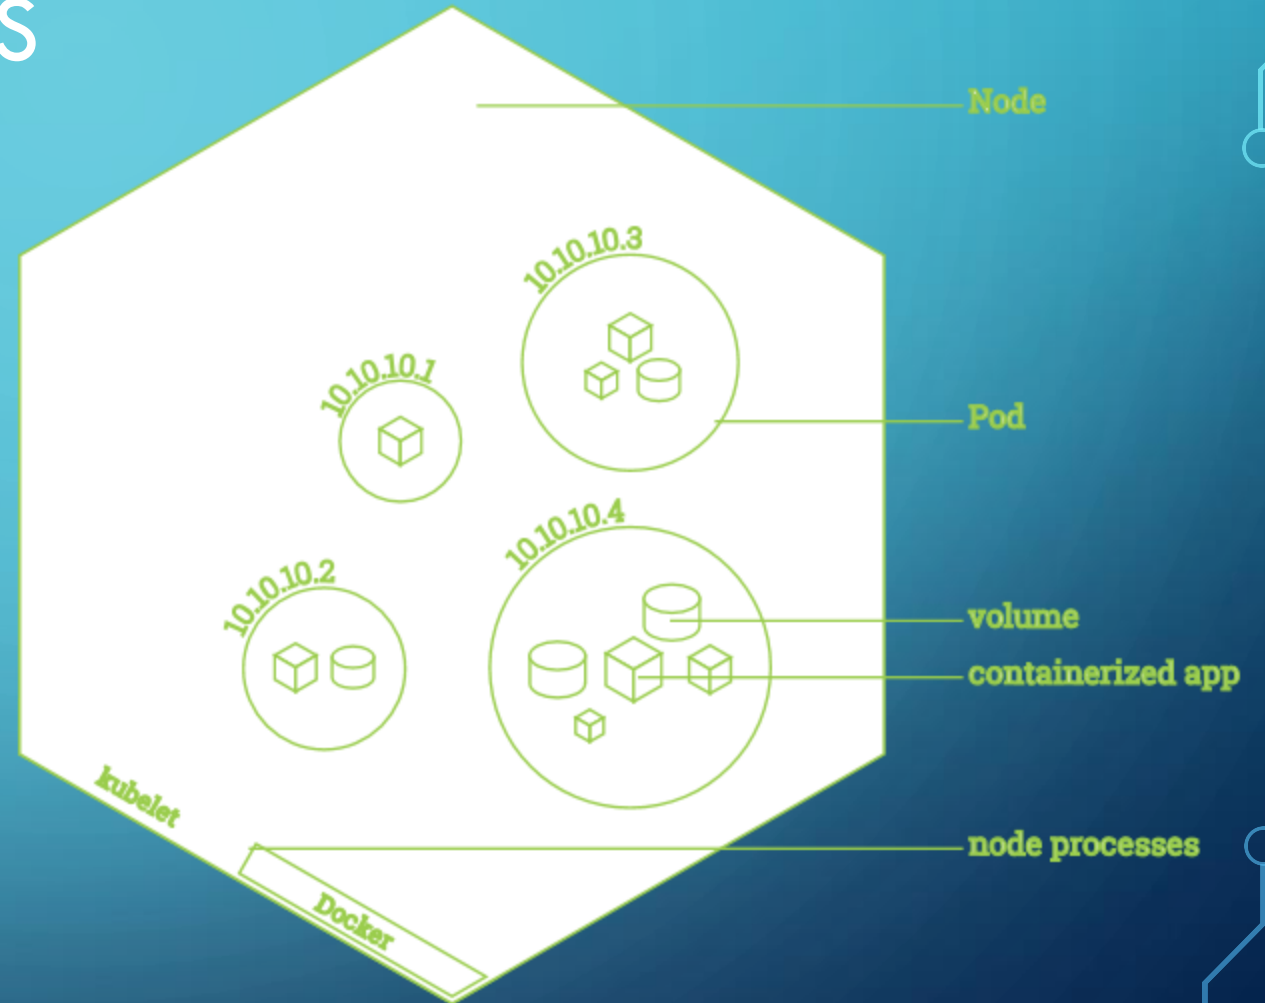 S
Node
10.10.10.3
10.10.10.1
Pod
10.10.10.4
10.10.10.2
volume
containerized app
kubelet
node processes
Docker